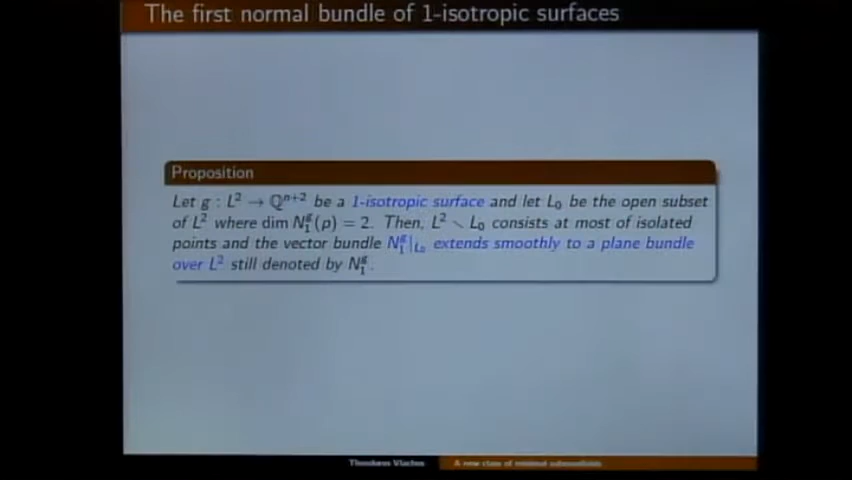 The first normal bundle of 1-isotropic surfaces
Proposition
Let g : L² → ℚⁿ⁺² be a 1-isotropic surface and let L₀ be the open subset
of L² where dim N₁ᵍ(p) = 2. Then, L² ∖ L₀ consists at most of isolated
points and the vector bundle N₁ᵍ|L₀ extends smoothly to a plane bundle
over L² still denoted by N₁ᵍ.
Theodoros Vlachos
A new class of minimal submanifolds